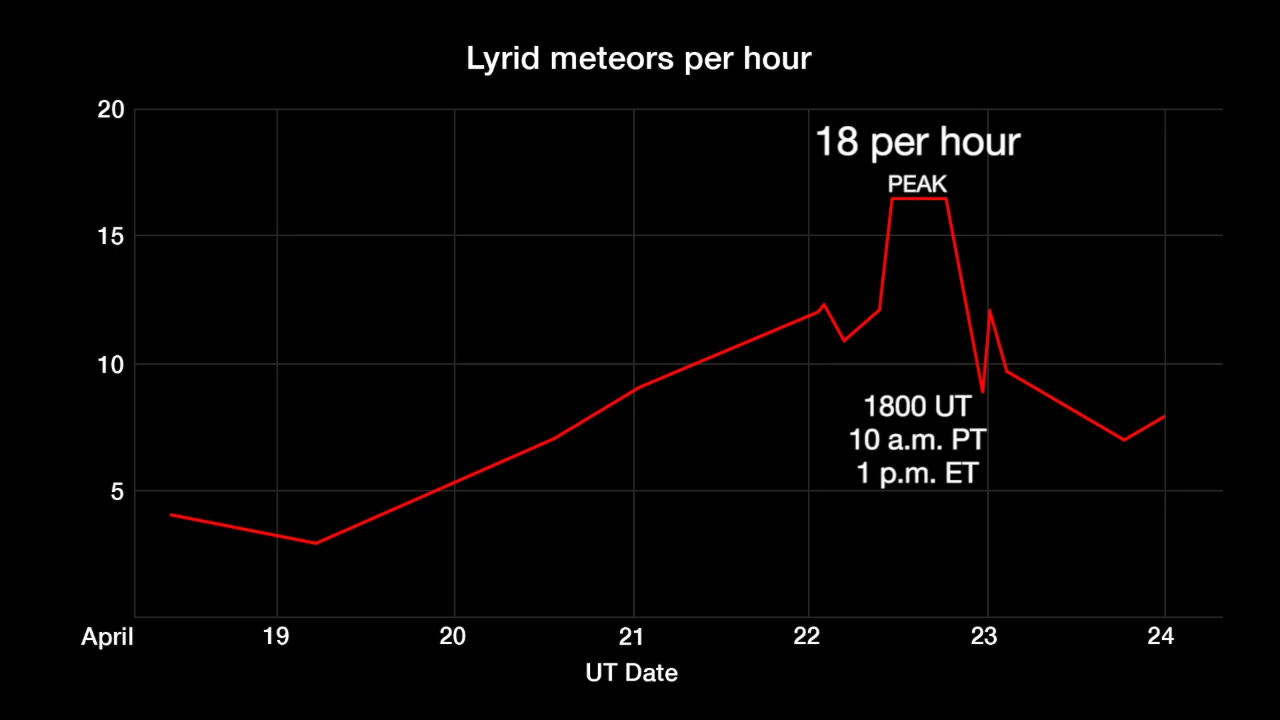 Lyrid meteors per hour
20
18 per hour
PEAK
15
10
1800 UT
10 a.m. PT
1 p.m. ET
5
April 19 20 21 22 23 24
UT Date